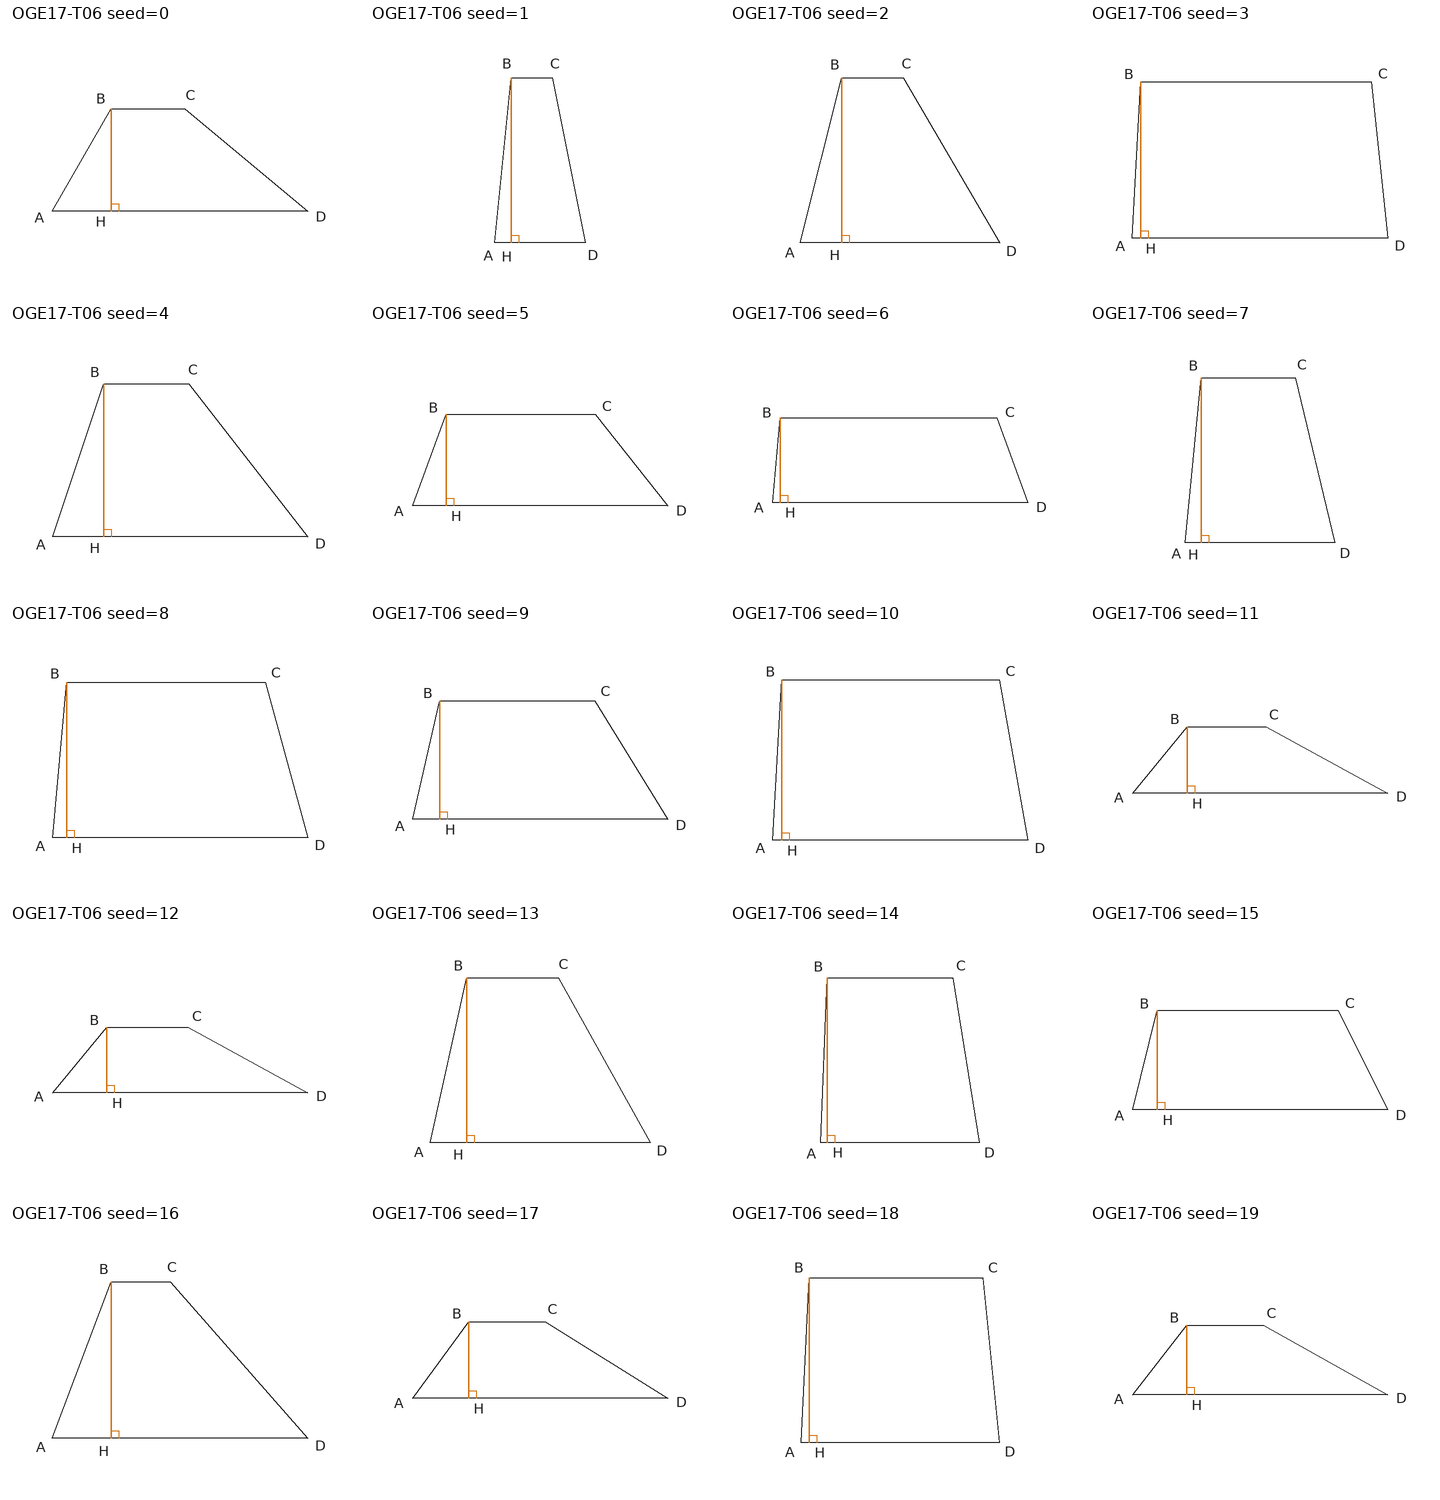 OGE17-T06 seed=0 OGE17-T06 seed=1 OGE17-T06 seed=2 OGE17-T06 seed=3
B C A H D
B C A H D
B C A H D
B C A H D
OGE17-T06 seed=4 OGE17-T06 seed=5 OGE17-T06 seed=6 OGE17-T06 seed=7
B C A H D
B C A H D
B C A H D
B C A H D
OGE17-T06 seed=8 OGE17-T06 seed=9 OGE17-T06 seed=10 OGE17-T06 seed=11
B C A H D
B C A H D
B C A H D
B C A H D
OGE17-T06 seed=12 OGE17-T06 seed=13 OGE17-T06 seed=14 OGE17-T06 seed=15
B C A H D
B C A H D
B C A H D
B C A H D
OGE17-T06 seed=16 OGE17-T06 seed=17 OGE17-T06 seed=18 OGE17-T06 seed=19
B C A H D
B C A H D
B C A H D
B C A H D